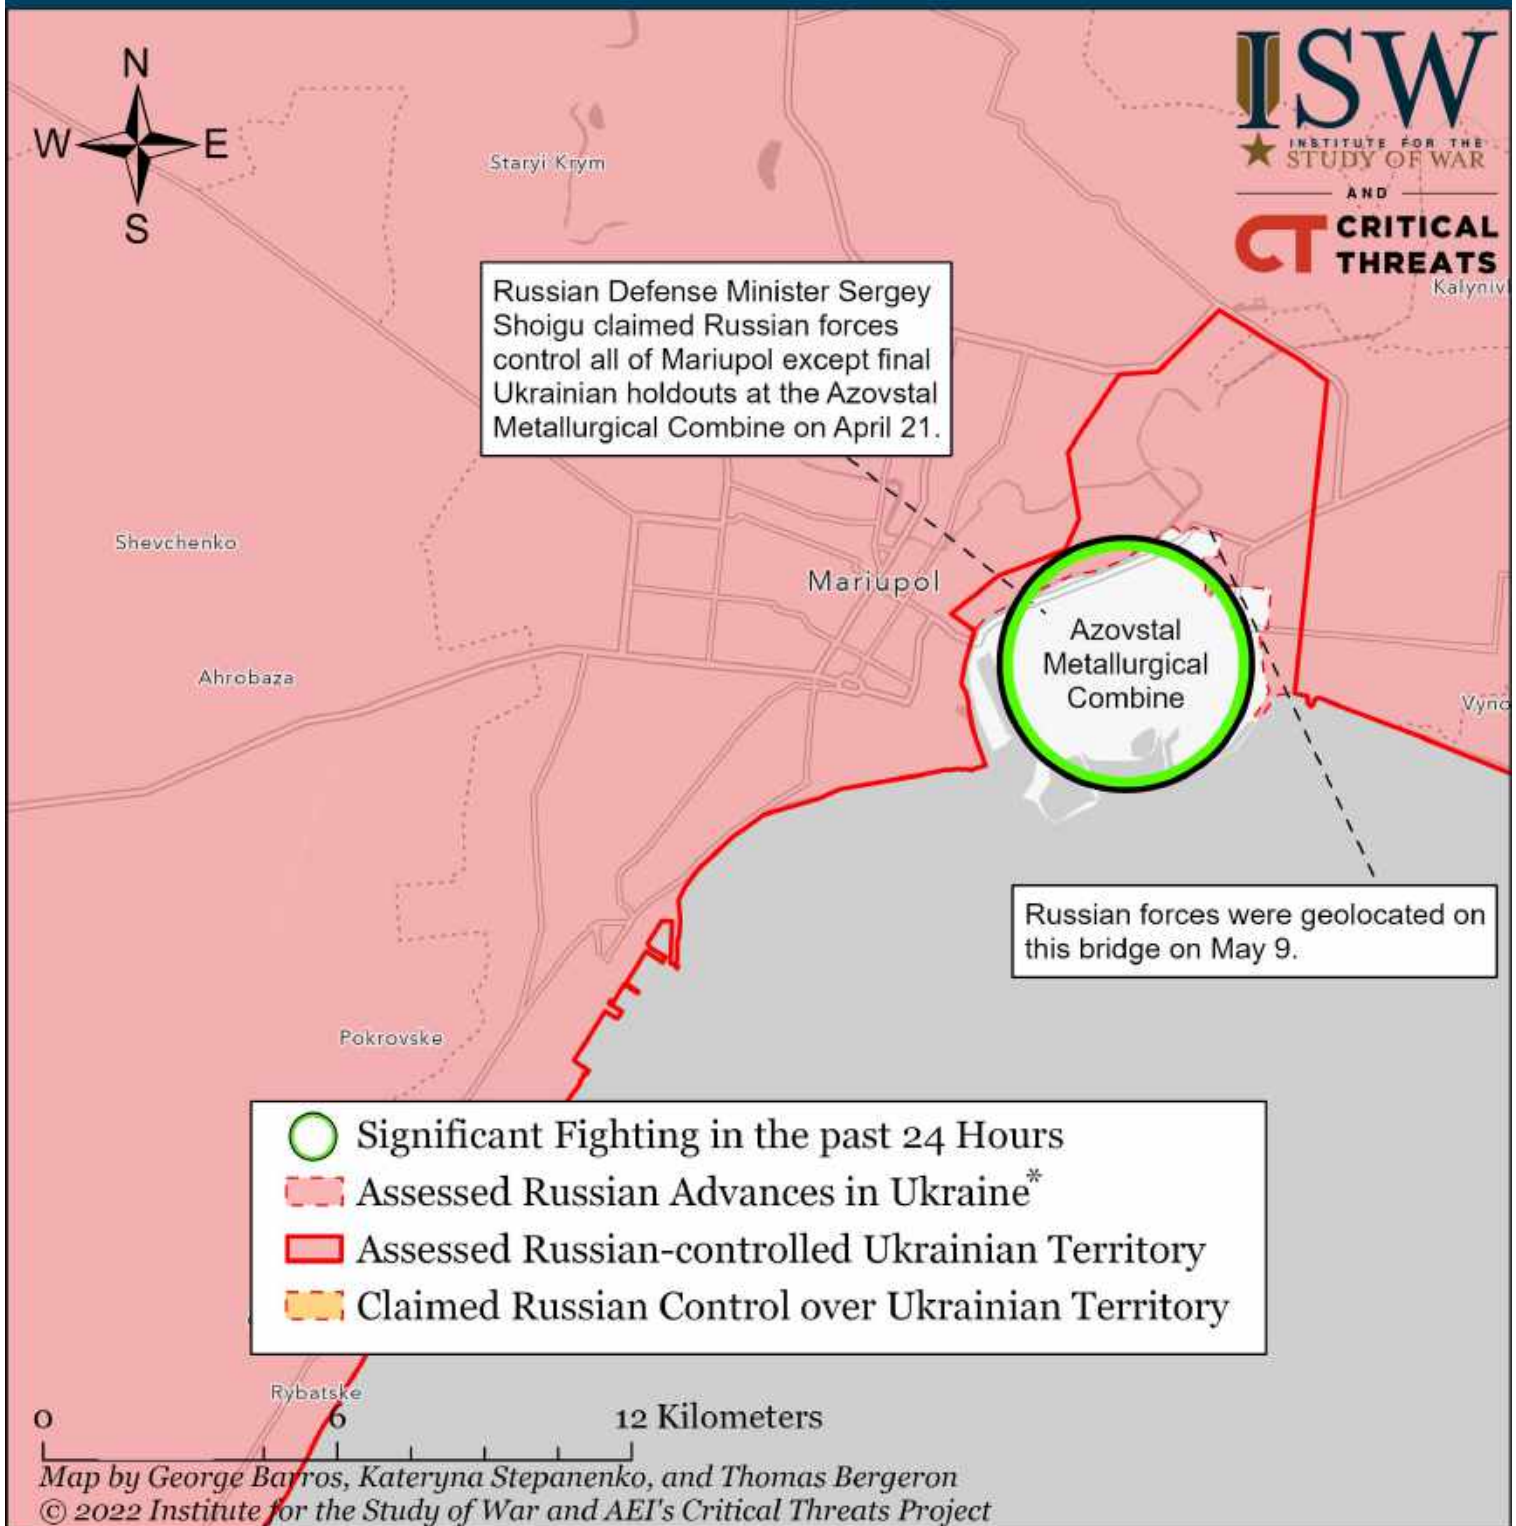 N
W E
S
ISW
INSTITUTE FOR THE
STUDY OF WAR
AND
CT CRITICAL
THREATS
Staryi Krym
Kalyniv
Russian Defense Minister Sergey
Shoigu claimed Russian forces
control all of Mariupol except final
Ukrainian holdouts at the Azovstal
Metallurgical Combine on April 21.
Shevchenko
Mariupol
Azovstal
Metallurgical
Combine
Ahrobaza
Vyno
Russian forces were geolocated on
this bridge on May 9.
Pokrovske
Significant Fighting in the past 24 Hours
Assessed Russian Advances in Ukraine*
Assessed Russian-controlled Ukrainian Territory
Claimed Russian Control over Ukrainian Territory
Rybatske
0 6 12 Kilometers
Map by George Barros, Kateryna Stepanenko, and Thomas Bergeron
© 2022 Institute for the Study of War and AEI's Critical Threats Project